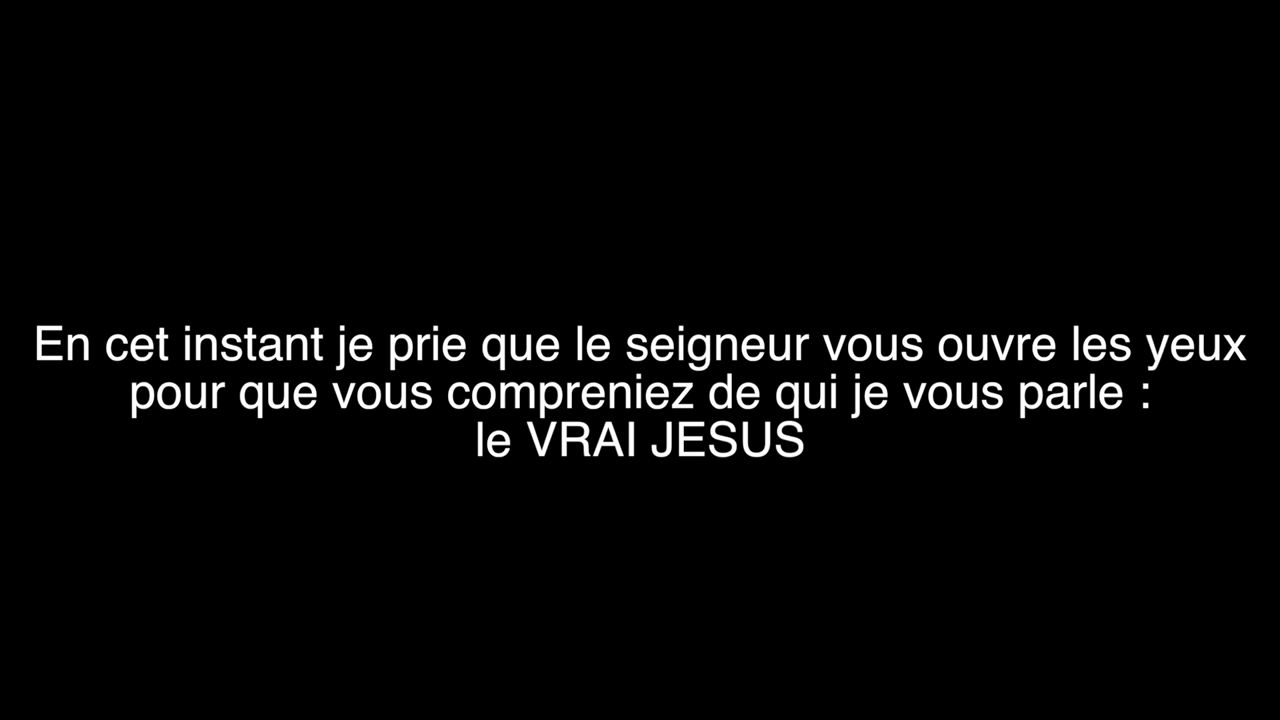 En cet instant je prie que le seigneur vous ouvre les yeux
pour que vous compreniez de qui je vous parle :
le VRAI JESUS